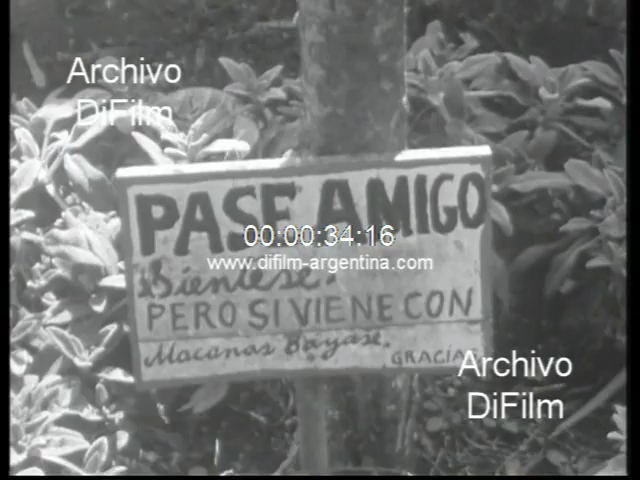 Archivo
DiFilm
PASE AMIGO
00:00:34:16
www.difilm-argentina.com
Sientese.
PERO SI VIENE CON
Macanas Bayase.
GRACIAS
Archivo
DiFilm